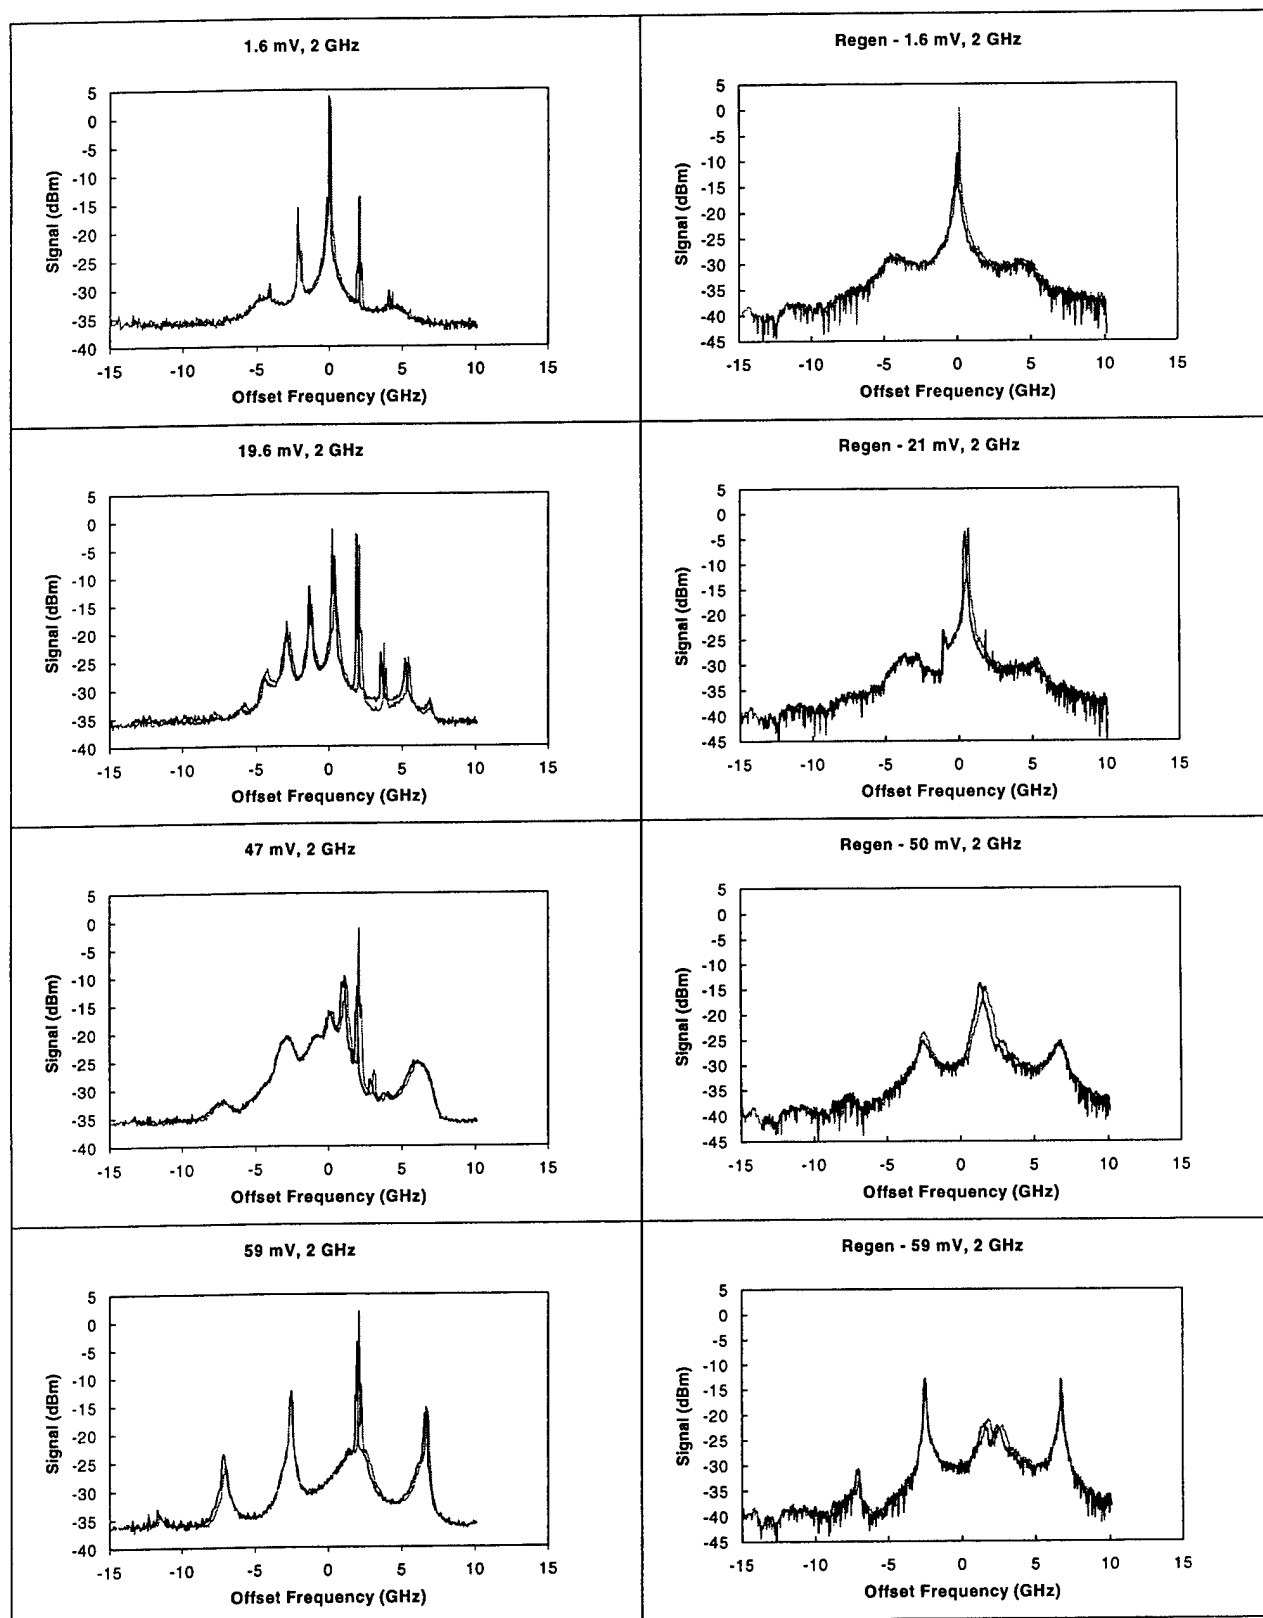 1.6 mV, 2 GHz
Signal (dBm)
5
0
-5
-10
-15
-20
-25
-30
-35
-40
-15 -10 -5 0 5 10 15
Offset Frequency (GHz)
Regen - 1.6 mV, 2 GHz
Signal (dBm)
5
0
-5
-10
-15
-20
-25
-30
-35
-40
-45
-15 -10 -5 0 5 10 15
Offset Frequency (GHz)
19.6 mV, 2 GHz
Signal (dBm)
5
0
-5
-10
-15
-20
-25
-30
-35
-40
-15 -10 -5 0 5 10 15
Offset Frequency (GHz)
Regen - 21 mV, 2 GHz
Signal (dBm)
5
0
-5
-10
-15
-20
-25
-30
-35
-40
-45
-15 -10 -5 0 5 10 15
Offset Frequency (GHz)
47 mV, 2 GHz
Signal (dBm)
5
0
-5
-10
-15
-20
-25
-30
-35
-40
-15 -10 -5 0 5 10 15
Offset Frequency (GHz)
Regen - 50 mV, 2 GHz
Signal (dBm)
5
0
-5
-10
-15
-20
-25
-30
-35
-40
-45
-15 -10 -5 0 5 10 15
Offset Frequency (GHz)
59 mV, 2 GHz
Signal (dBm)
5
0
-5
-10
-15
-20
-25
-30
-35
-40
-15 -10 -5 0 5 10 15
Offset Frequency (GHz)
Regen - 59 mV, 2 GHz
Signal (dBm)
5
0
-5
-10
-15
-20
-25
-30
-35
-40
-45
-15 -10 -5 0 5 10 15
Offset Frequency (GHz)